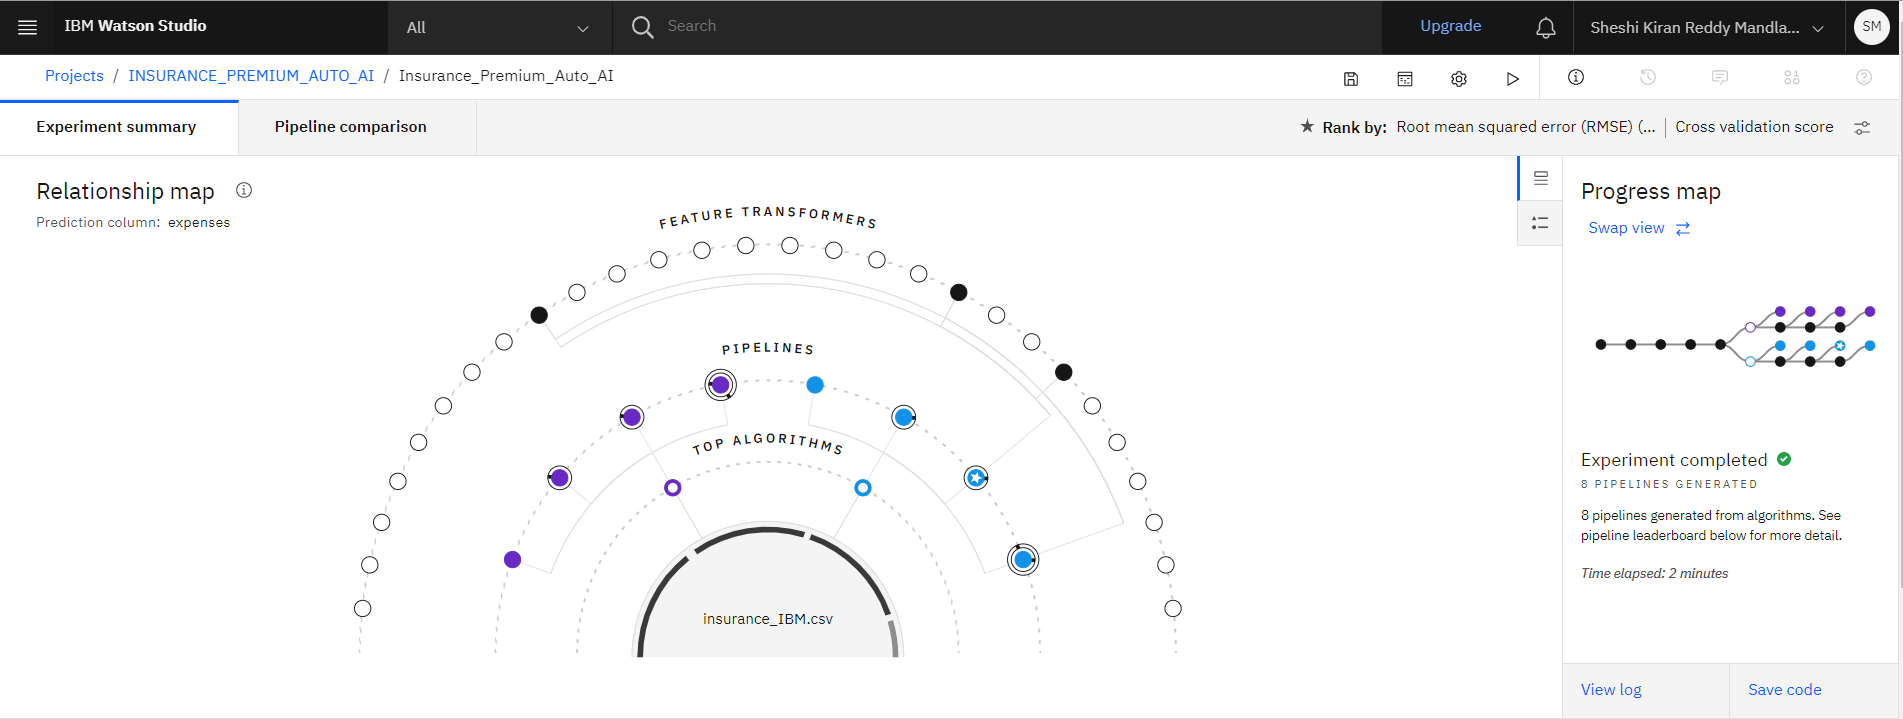 IBM Watson Studio
All
Search
Upgrade
Sheshi Kiran Reddy Mandla...
SM
Projects / INSURANCE_PREMIUM_AUTO_AI / Insurance_Premium_Auto_AI
Experiment summary
Pipeline comparison
Rank by: Root mean squared error (RMSE) (... | Cross validation score
Relationship map
Prediction column: expenses
FEATURE TRANSFORMERS
PIPELINES
TOP ALGORITHMS
insurance_IBM.csv
Progress map
Swap view
Experiment completed
8 PIPELINES GENERATED
8 pipelines generated from algorithms. See
pipeline leaderboard below for more detail.
Time elapsed: 2 minutes
View log
Save code